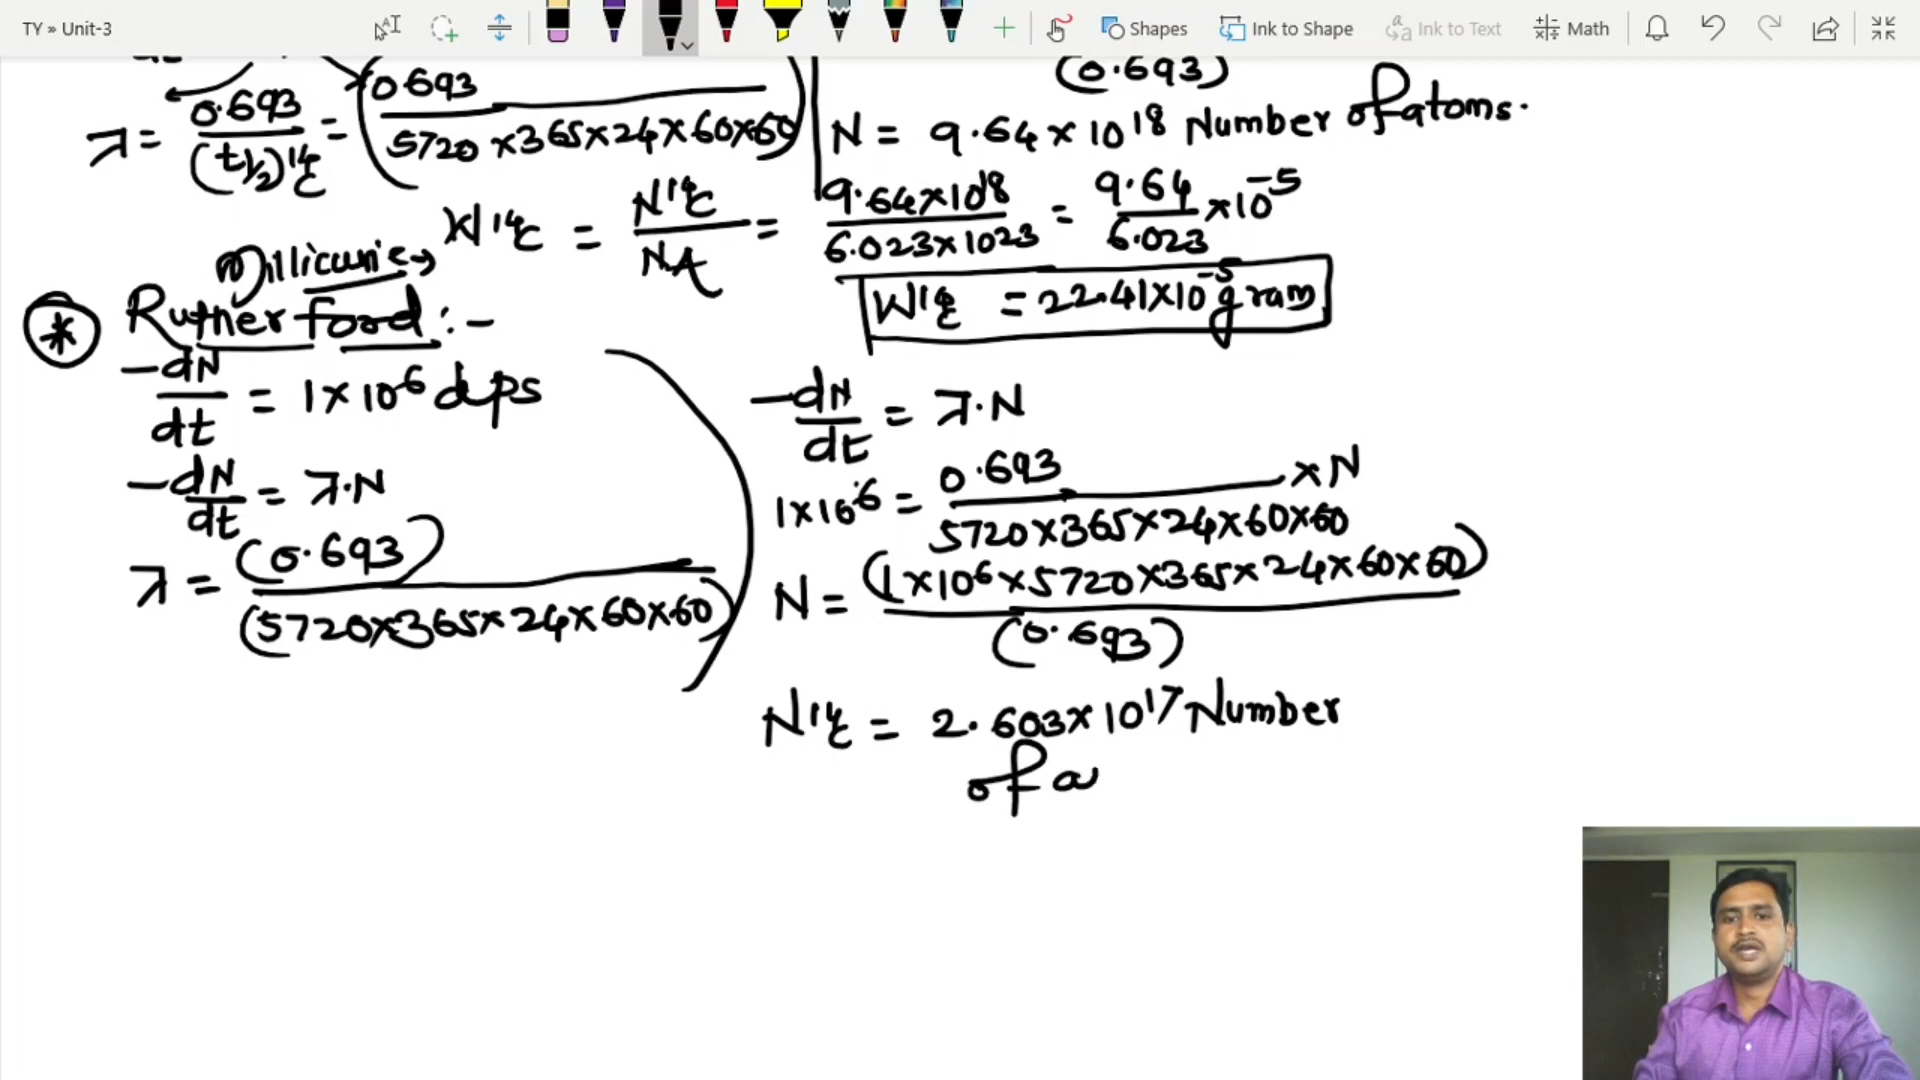 TY » Unit-3
Shapes
Ink to Shape
Ink to Text
Math
λ = 0.693 / (t½)¹⁴C = (0.693 / 5720 × 365 × 24 × 60 × 60)
(0.693)
N = 9.64 × 10¹⁸ Number of atoms.
W¹⁴C = N¹⁴C / NA = 9.64×10¹⁸ / 6.023×10²³ = 9.64 / 6.023 × 10⁻⁵
Millicurie →
W¹⁴C = 22.41×10⁻⁵ gram
* Rutherford :-
-dN/dt = 1×10⁶ dps
-dN/dt = λ·N
λ = (0.693) / (5720×365×24×60×60)
-dN/dt = λ·N
1×10⁶ = 0.693 / 5720×365×24×60×60 × N
N = (1×10⁶×5720×365×24×60×60) / (0.693)
N¹⁴C = 2.603×10¹⁷ Number
of a